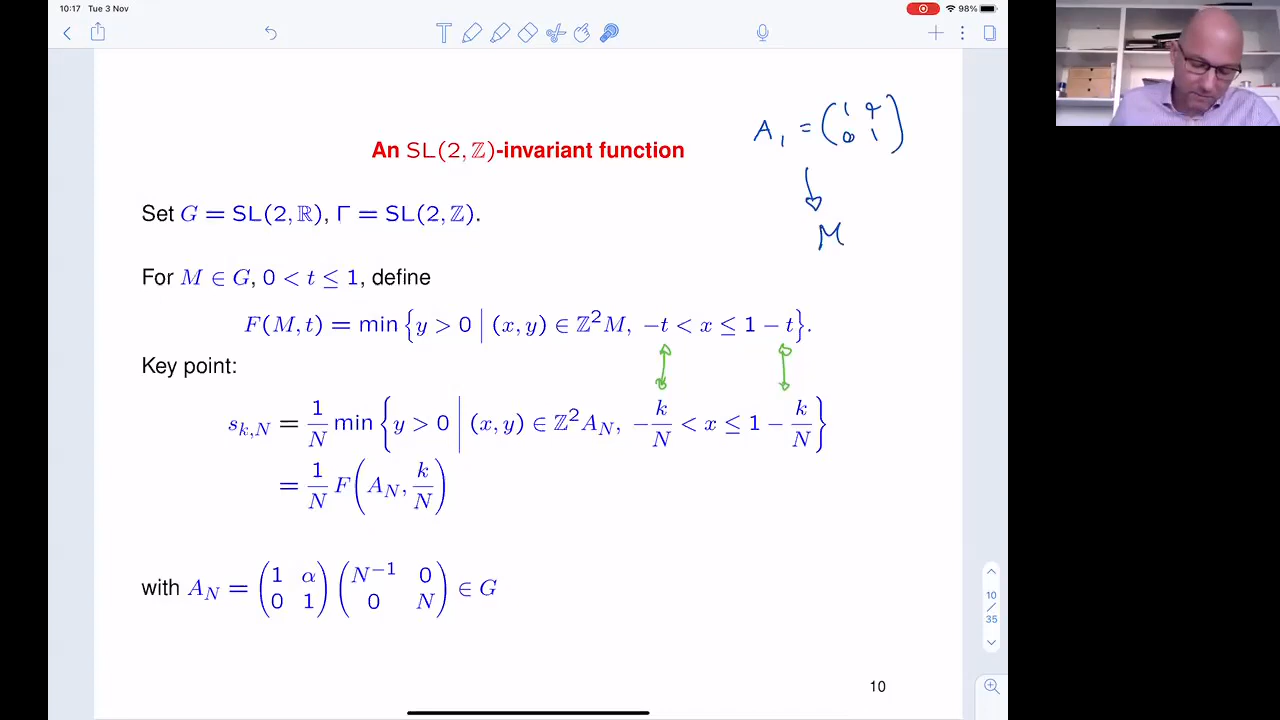 10:17 Tue 3 Nov
98%
A₁ = (1 α; 0 1)
↓
M
An SL(2, ℤ)-invariant function
Set G = SL(2, ℝ), Γ = SL(2, ℤ).
For M ∈ G, 0 < t ≤ 1, define
F(M, t) = min{y > 0 | (x, y) ∈ ℤ²M, −t < x ≤ 1 − t}.
Key point:
s_{k,N} = 1/N min{y > 0 | (x, y) ∈ ℤ²A_N, −k/N < x ≤ 1 − k/N}
= 1/N F(A_N, k/N)
with A_N = (1 α; 0 1)(N⁻¹ 0; 0 N) ∈ G
10
/
35
10